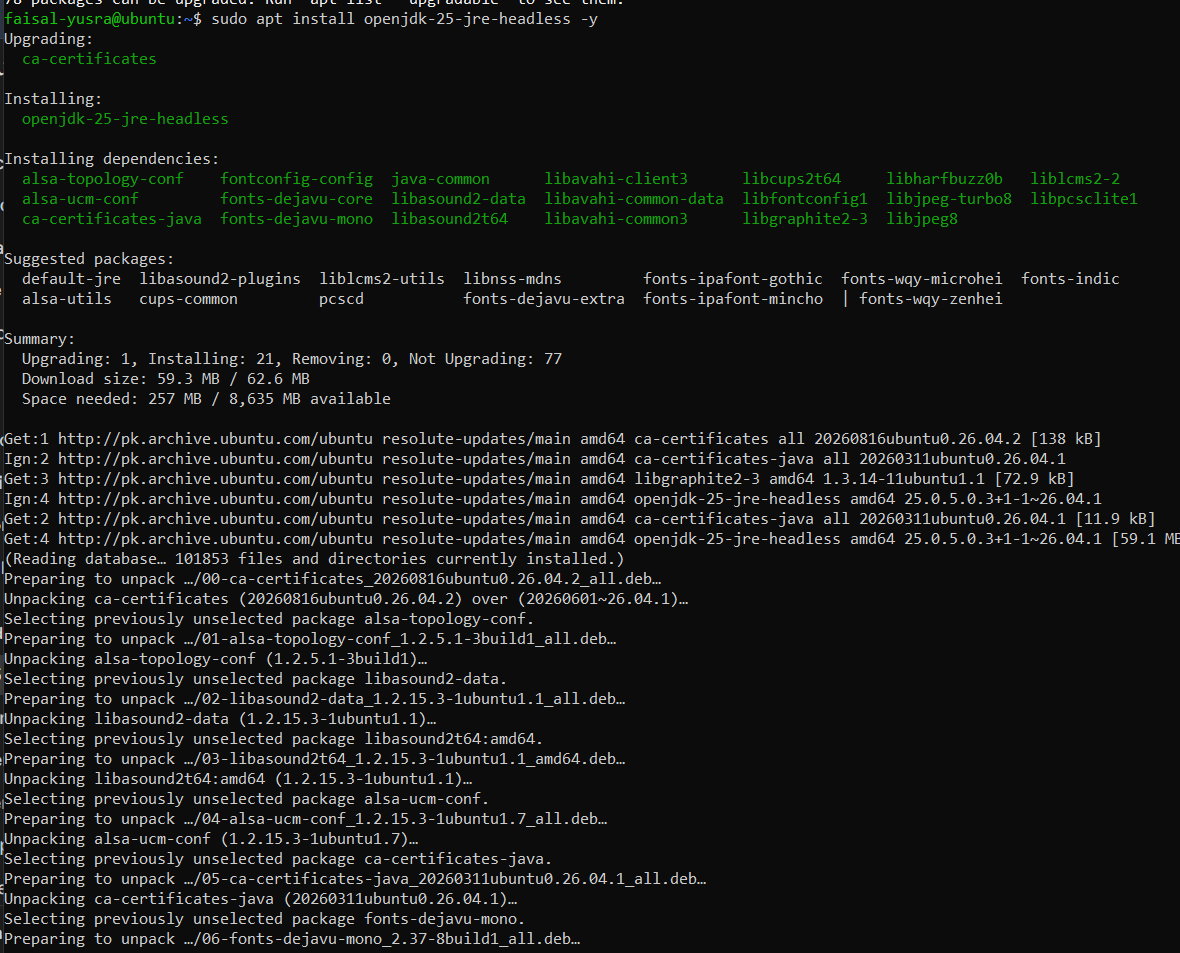 78 packages can be upgraded. Run 'apt list --upgradable' to see them.
faisal-yusra@ubuntu:~$ sudo apt install openjdk-25-jre-headless -y
Upgrading:
  ca-certificates

Installing:
  openjdk-25-jre-headless

Installing dependencies:
  alsa-topology-conf    fontconfig-config  java-common      libavahi-client3      libcups2t64     libharfbuzz0b   liblcms2-2
  alsa-ucm-conf         fonts-dejavu-core  libasound2-data  libavahi-common-data  libfontconfig1  libjpeg-turbo8  libpcsclite1
  ca-certificates-java  fonts-dejavu-mono  libasound2t64    libavahi-common3      libgraphite2-3  libjpeg8

Suggested packages:
  default-jre  libasound2-plugins  liblcms2-utils  libnss-mdns         fonts-ipafont-gothic  fonts-wqy-microhei  fonts-indic
  alsa-utils   cups-common         pcscd           fonts-dejavu-extra  fonts-ipafont-mincho  | fonts-wqy-zenhei

Summary:
  Upgrading: 1, Installing: 21, Removing: 0, Not Upgrading: 77
  Download size: 59.3 MB / 62.6 MB
  Space needed: 257 MB / 8,635 MB available

Get:1 http://pk.archive.ubuntu.com/ubuntu resolute-updates/main amd64 ca-certificates all 20260816ubuntu0.26.04.2 [138 kB]
Ign:2 http://pk.archive.ubuntu.com/ubuntu resolute-updates/main amd64 ca-certificates-java all 20260311ubuntu0.26.04.1
Get:3 http://pk.archive.ubuntu.com/ubuntu resolute-updates/main amd64 libgraphite2-3 amd64 1.3.14-11ubuntu1.1 [72.9 kB]
Ign:4 http://pk.archive.ubuntu.com/ubuntu resolute-updates/main amd64 openjdk-25-jre-headless amd64 25.0.5.0.3+1-1~26.04.1
Get:2 http://pk.archive.ubuntu.com/ubuntu resolute-updates/main amd64 ca-certificates-java all 20260311ubuntu0.26.04.1 [11.9 kB]
Get:4 http://pk.archive.ubuntu.com/ubuntu resolute-updates/main amd64 openjdk-25-jre-headless amd64 25.0.5.0.3+1-1~26.04.1 [59.1 MB
(Reading database… 101853 files and directories currently installed.)
Preparing to unpack …/00-ca-certificates_20260816ubuntu0.26.04.2_all.deb…
Unpacking ca-certificates (20260816ubuntu0.26.04.2) over (20260601~26.04.1)…
Selecting previously unselected package alsa-topology-conf.
Preparing to unpack …/01-alsa-topology-conf_1.2.5.1-3build1_all.deb…
Unpacking alsa-topology-conf (1.2.5.1-3build1)…
Selecting previously unselected package libasound2-data.
Preparing to unpack …/02-libasound2-data_1.2.15.3-1ubuntu1.1_all.deb…
Unpacking libasound2-data (1.2.15.3-1ubuntu1.1)…
Selecting previously unselected package libasound2t64:amd64.
Preparing to unpack …/03-libasound2t64_1.2.15.3-1ubuntu1.1_amd64.deb…
Unpacking libasound2t64:amd64 (1.2.15.3-1ubuntu1.1)…
Selecting previously unselected package alsa-ucm-conf.
Preparing to unpack …/04-alsa-ucm-conf_1.2.15.3-1ubuntu1.7_all.deb…
Unpacking alsa-ucm-conf (1.2.15.3-1ubuntu1.7)…
Selecting previously unselected package ca-certificates-java.
Preparing to unpack …/05-ca-certificates-java_20260311ubuntu0.26.04.1_all.deb…
Unpacking ca-certificates-java (20260311ubuntu0.26.04.1)…
Selecting previously unselected package fonts-dejavu-mono.
Preparing to unpack …/06-fonts-dejavu-mono_2.37-8build1_all.deb…